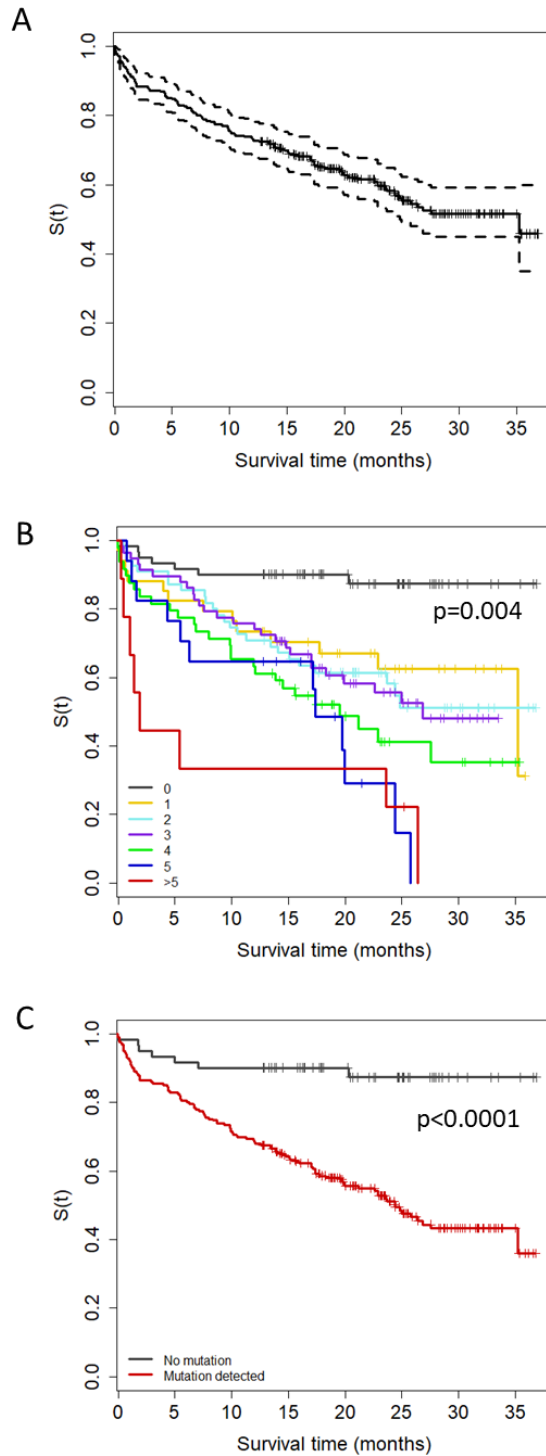 A
1.0
0.8
0.6
0.4
0.2
0.0
S(t)
0 5 10 15 20 25 30 35
Survival time (months)
B
1.0
0.8
0.6
0.4
0.2
0.0
S(t)
p=0.004
0
1
2
3
4
5
>5
0 5 10 15 20 25 30 35
Survival time (months)
C
1.0
0.8
0.6
0.4
0.2
0.0
S(t)
p<0.0001
No mutation
Mutation detected
0 5 10 15 20 25 30 35
Survival time (months)